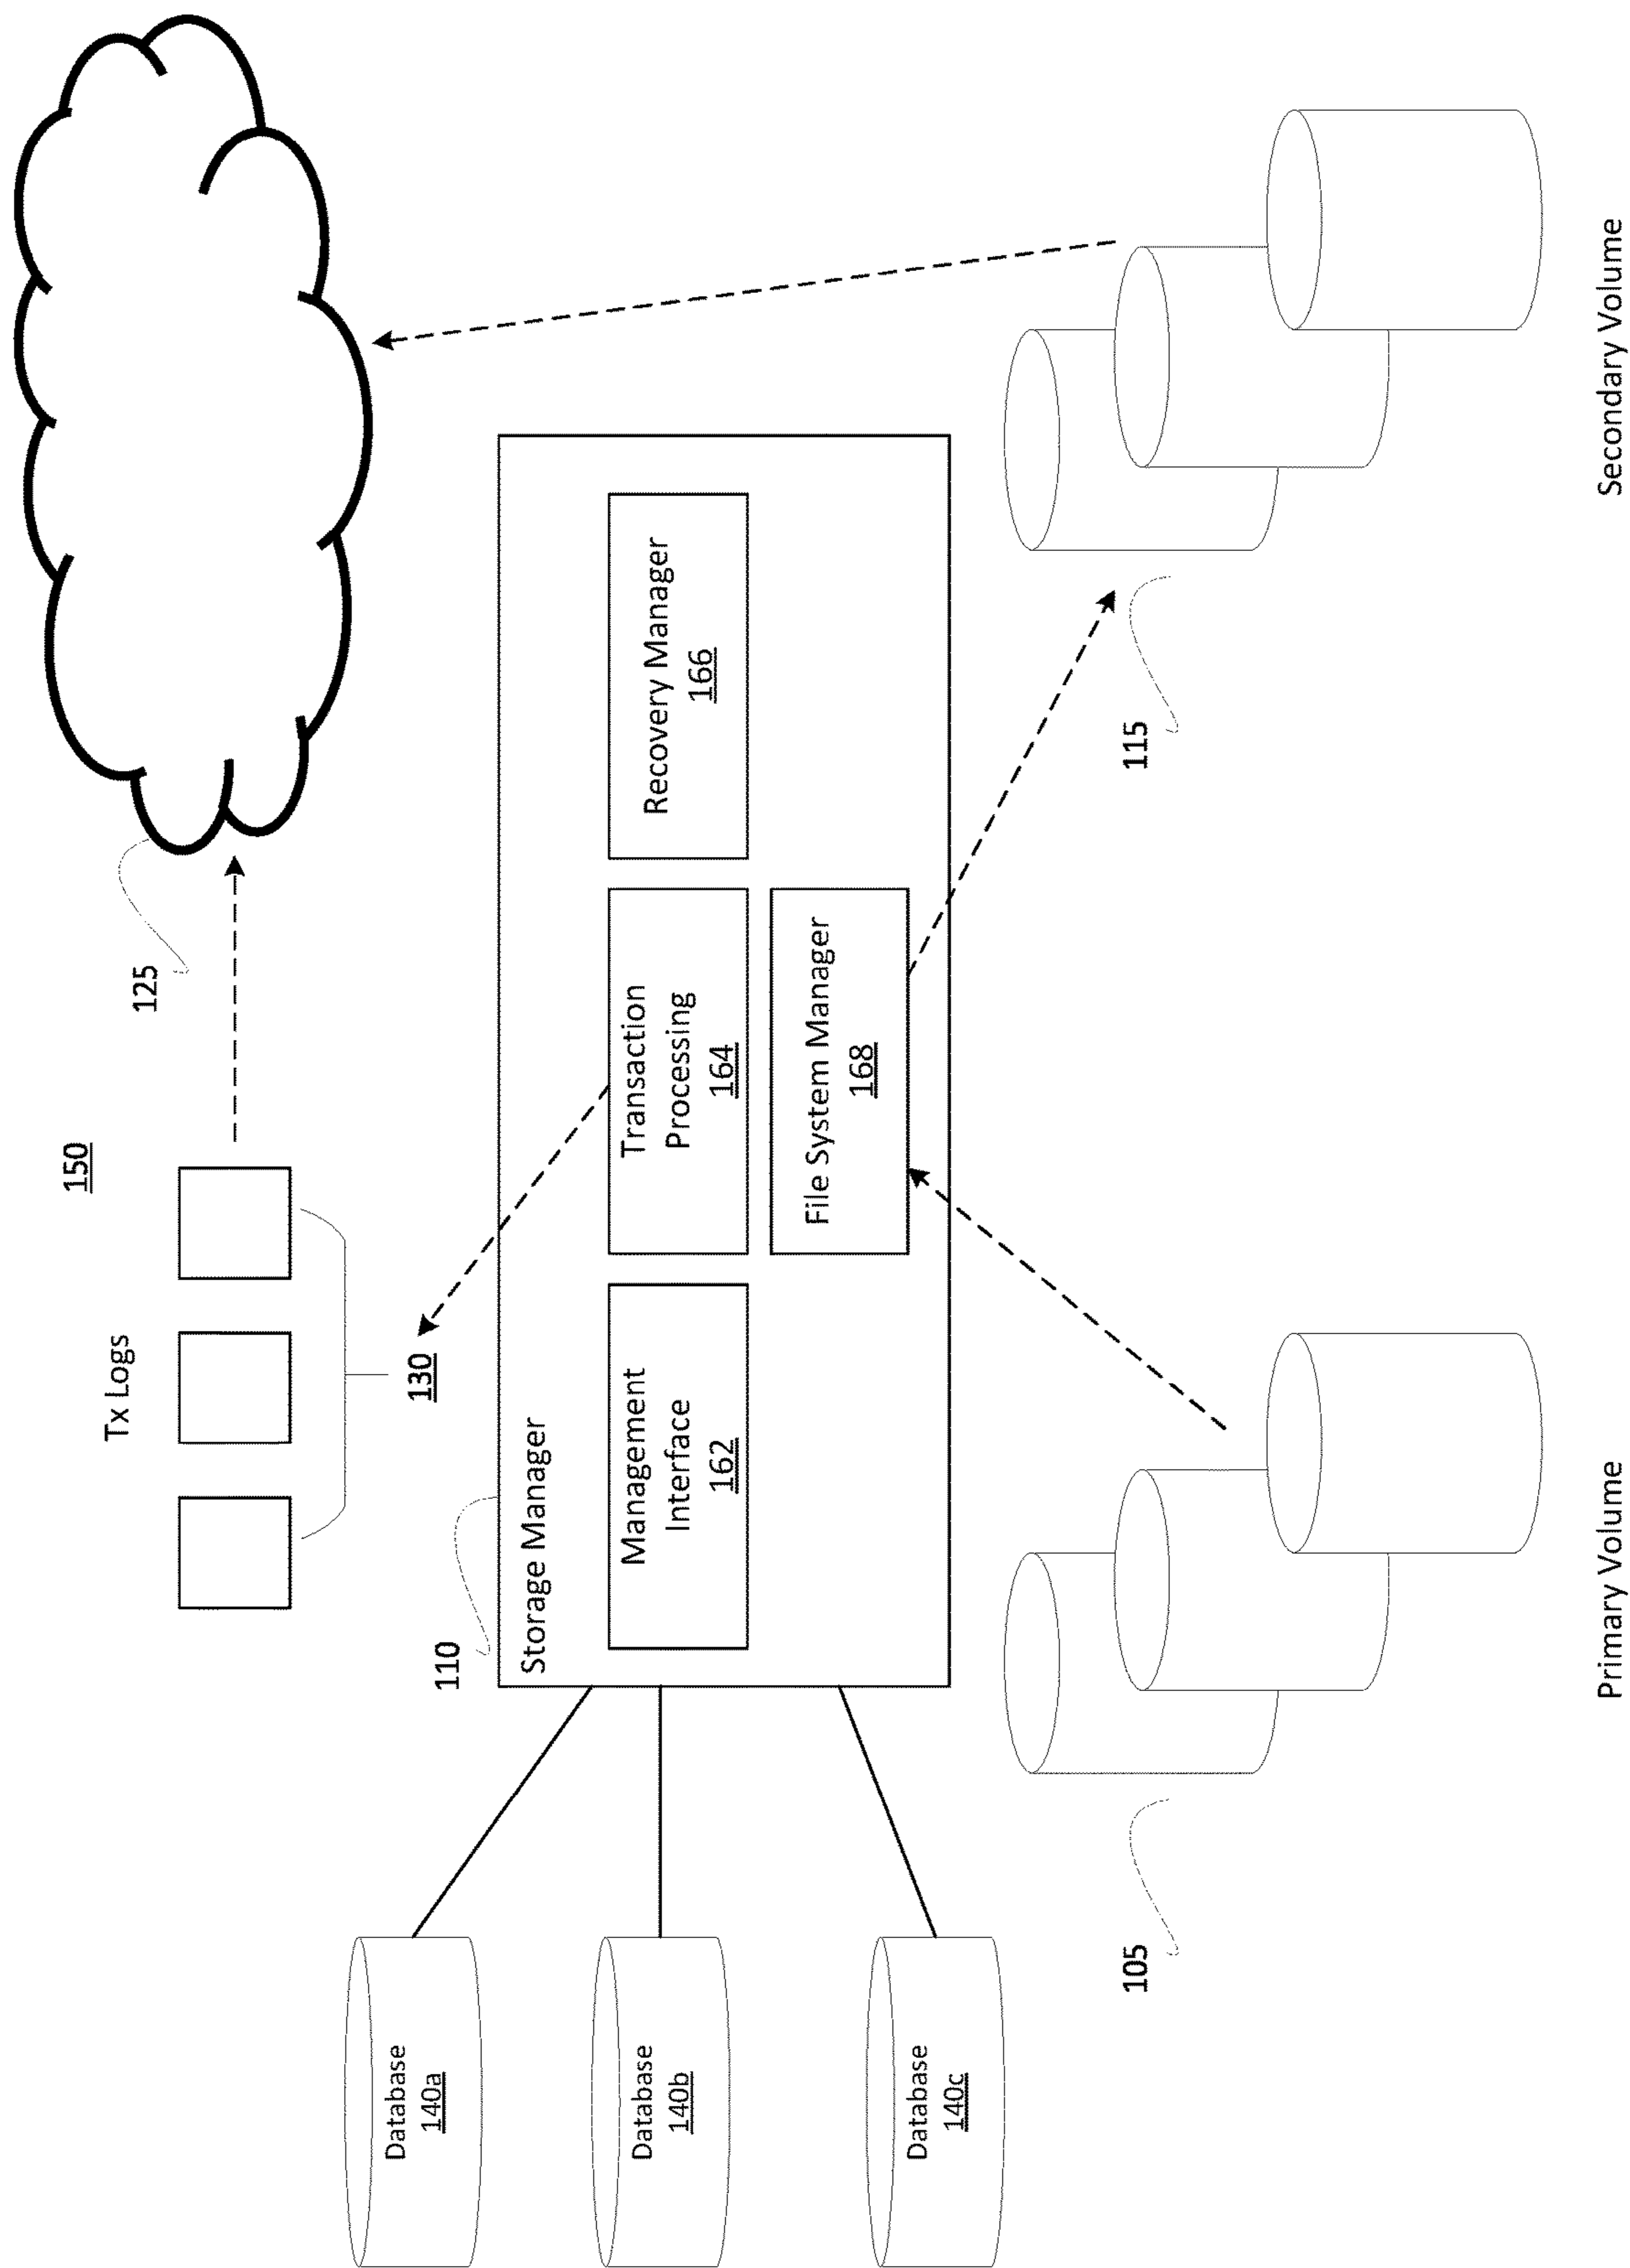 150
Tx Logs
125
130
110
Storage Manager
Management
Interface
162
Transaction
Processing
164
Recovery Manager
166
File System Manager
168
Database
140a
Database
140b
Database
140c
105
115
Primary Volume
Secondary Volume